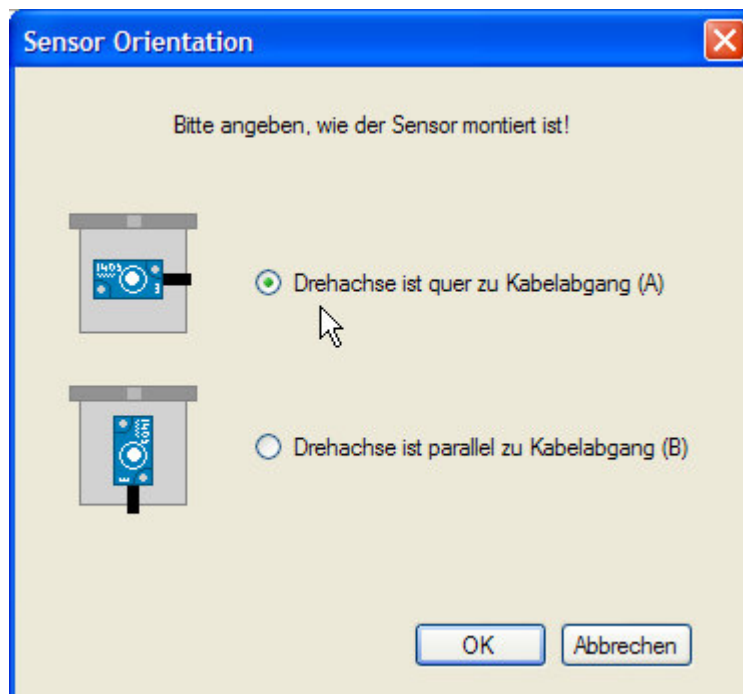 Sensor Orientation
Bitte angeben, wie der Sensor montiert ist!
Drehachse ist quer zu Kabelabgang (A)
Drehachse ist parallel zu Kabelabgang (B)
OK
Abbrechen